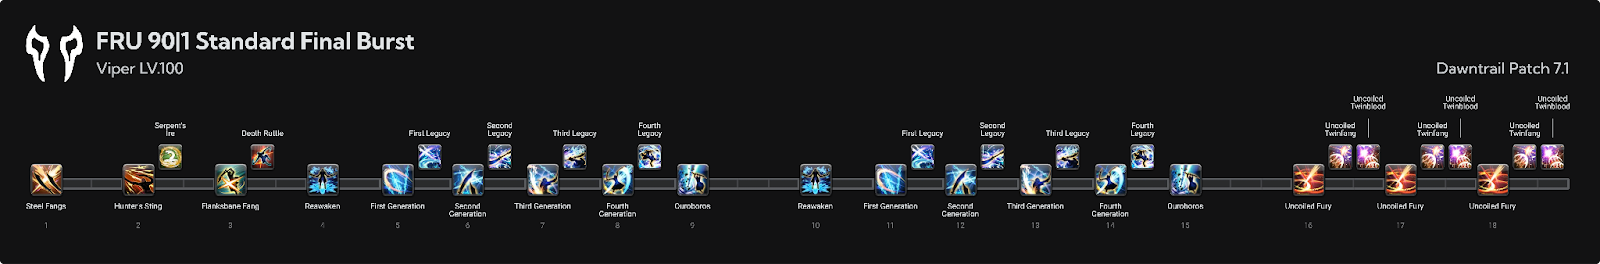 FRU 90|1 Standard Final Burst
Viper LV.100
Dawntrail Patch 7.1
Serpent's
Ire
Death Rattle
First Legacy
Second
Legacy
Third Legacy
Fourth
Legacy
First Legacy
Second
Legacy
Third Legacy
Fourth
Legacy
Uncoiled
Twinfang
Uncoiled
Twinblood
Uncoiled
Twinfang
Uncoiled
Twinblood
Uncoiled
Twinfang
Uncoiled
Twinblood
Steel Fangs
Hunter's Sting
Flanksbane Fang
Reawaken
First Generation
Second
Generation
Third Generation
Fourth
Generation
Ouroboros
Reawaken
First Generation
Second
Generation
Third Generation
Fourth
Generation
Ouroboros
Uncoiled Fury
Uncoiled Fury
Uncoiled Fury
1 2 3 4 5 6 7 8 9 10 11 12 13 14 15 16 17 18